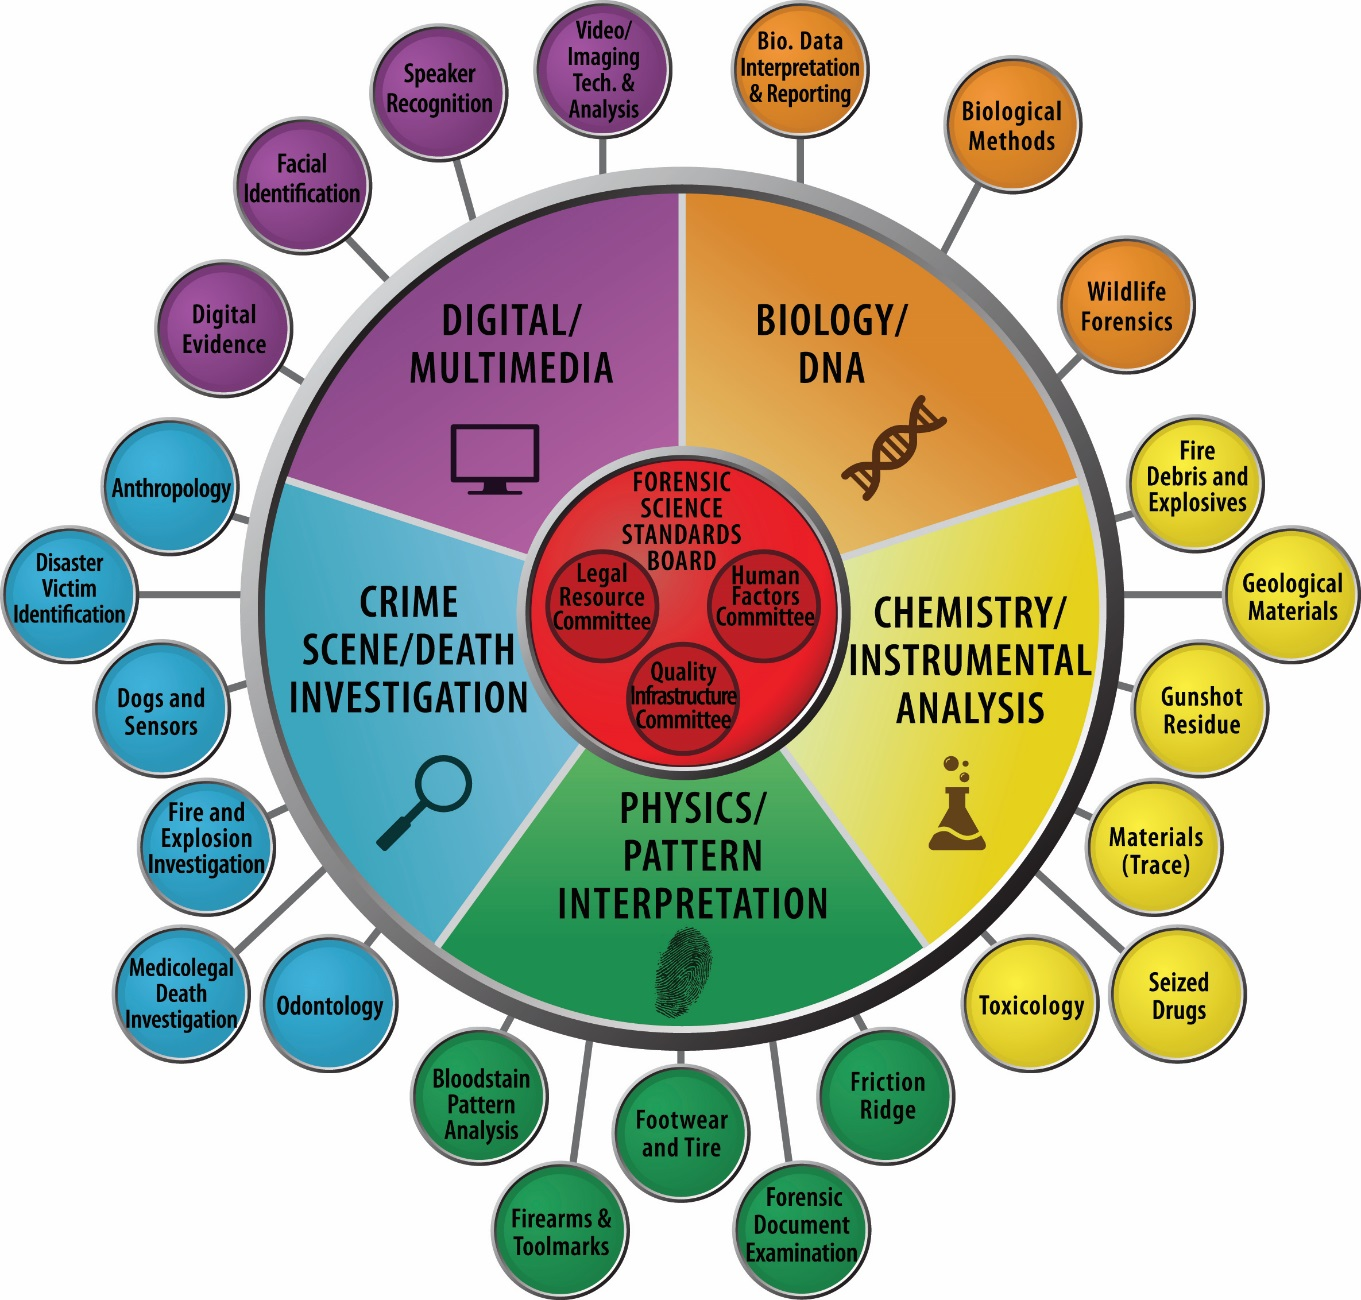 Video/
Imaging
Tech. &
Analysis
Bio. Data
Interpretation
& Reporting
Speaker
Recognition
Biological
Methods
Facial
Identification
Wildlife
Forensics
Digital
Evidence
DIGITAL/
MULTIMEDIA
BIOLOGY/
DNA
Anthropology
Fire
Debris and
Explosives
FORENSIC
SCIENCE
STANDARDS
BOARD
Legal
Resource
Committee
Human
Factors
Committee
Quality
Infrastructure
Committee
Disaster
Victim
Identification
CRIME
SCENE/DEATH
INVESTIGATION
CHEMISTRY/
INSTRUMENTAL
ANALYSIS
Geological
Materials
Dogs and
Sensors
Gunshot
Residue
Fire and
Explosion
Investigation
PHYSICS/
PATTERN
INTERPRETATION
Materials
(Trace)
Medicolegal
Death
Investigation
Odontology
Toxicology
Seized
Drugs
Bloodstain
Pattern
Analysis
Footwear
and Tire
Friction
Ridge
Firearms &
Toolmarks
Forensic
Document
Examination